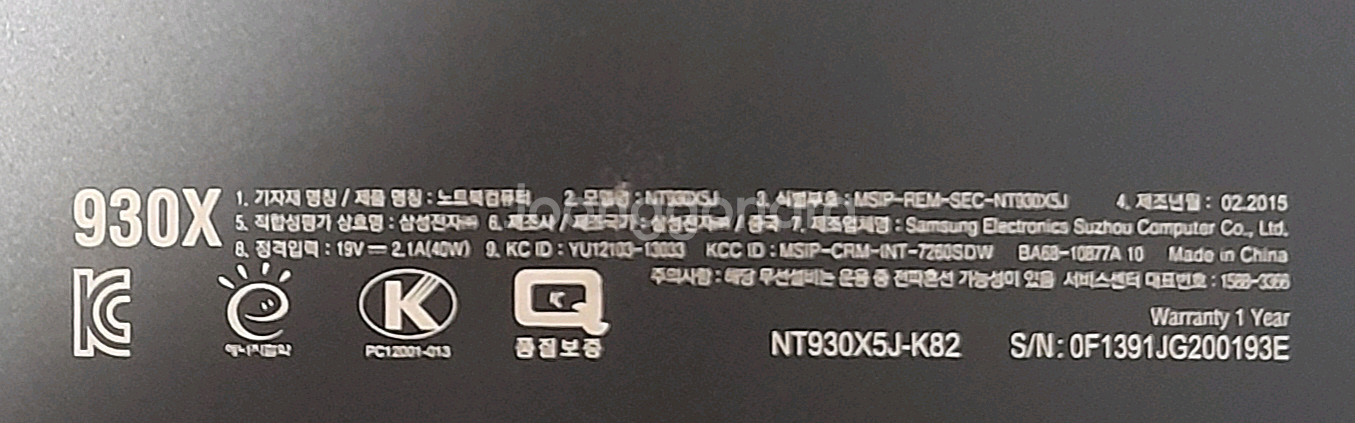 930X
1. 기자재 명칭 / 제품 명칭 : 노트북컴퓨터 2. 모델명 : NT930X5J 3. 식별부호 : MSIP-REM-SEC-NT930X5J 4. 제조년월 : 02.2015
5. 적합성평가 상호명 : 삼성전자㈜ 6. 제조사 / 제조국가 : 삼성전자㈜ / 중국 7. 제조업체명 : Samsung Electronics Suzhou Computer Co., Ltd.
8. 정격입력 : 19V ⎓ 2.1A(40W) 9. KC ID : YU12103-13033 KCC ID : MSIP-CRM-INT-7260SDW BA68-10877A 10 Made in China
주의사항 : 해당 무선설비는 운용 중 전파혼선 가능성이 있음 서비스센터 대표번호 : 1588-3366
Warranty 1 Year
에너지절약
K
PC12001-013
품질보증
NT930X5J-K82 S/N: 0F1391JG200193E